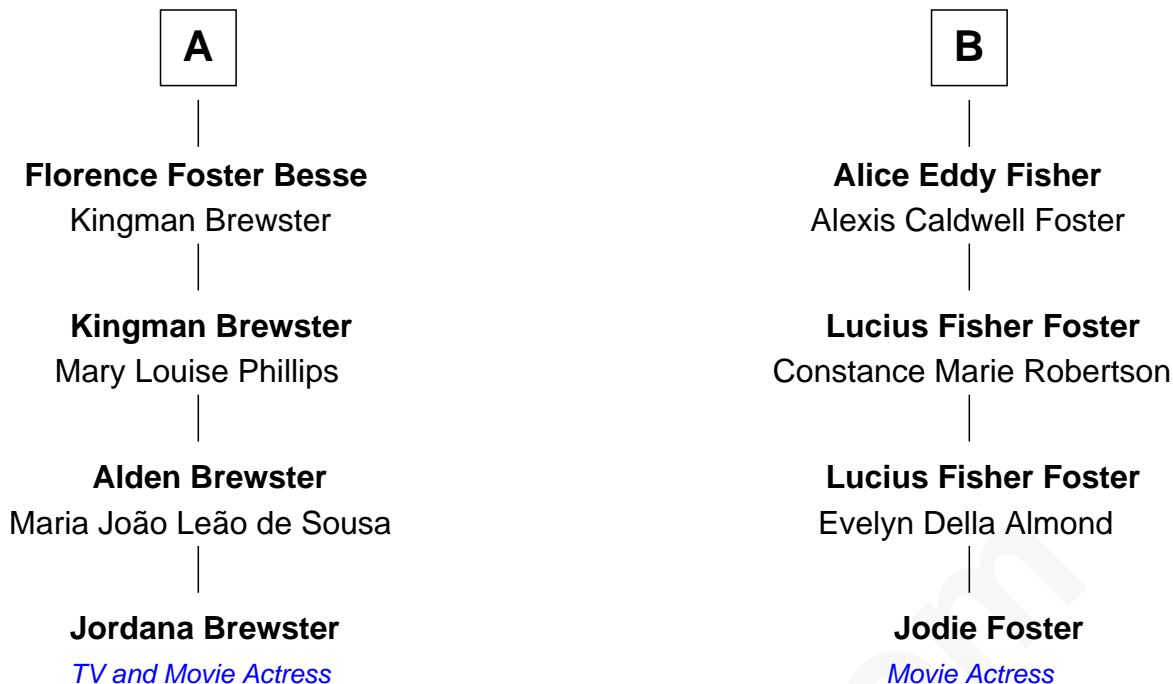 A
B
Florence Foster Besse
Kingman Brewster
Alice Eddy Fisher
Alexis Caldwell Foster
Kingman Brewster
Mary Louise Phillips
Lucius Fisher Foster
Constance Marie Robertson
Alden Brewster
Maria João Leão de Sousa
Lucius Fisher Foster
Evelyn Della Almond
Jordana Brewster
TV and Movie Actress
Jodie Foster
Movie Actress